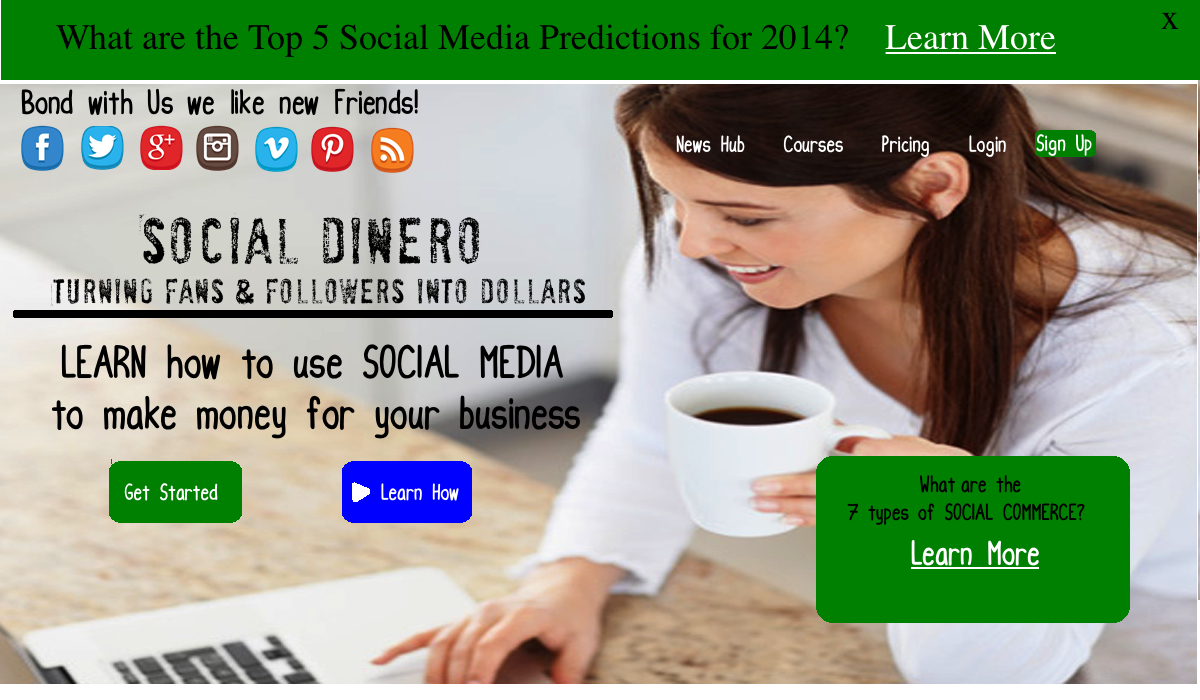 What are the Top 5 Social Media Predictions for 2014? Learn More
x
Bond with Us we like new Friends!
f g+ v P
News Hub Courses Pricing Login Sign Up
SOCIAL DINERO
TURNING FANS & FOLLOWERS INTO DOLLARS
LEARN how to use SOCIAL MEDIA
to make money for your business
Get Started Learn How
What are the
7 types of SOCIAL COMMERCE?
Learn More